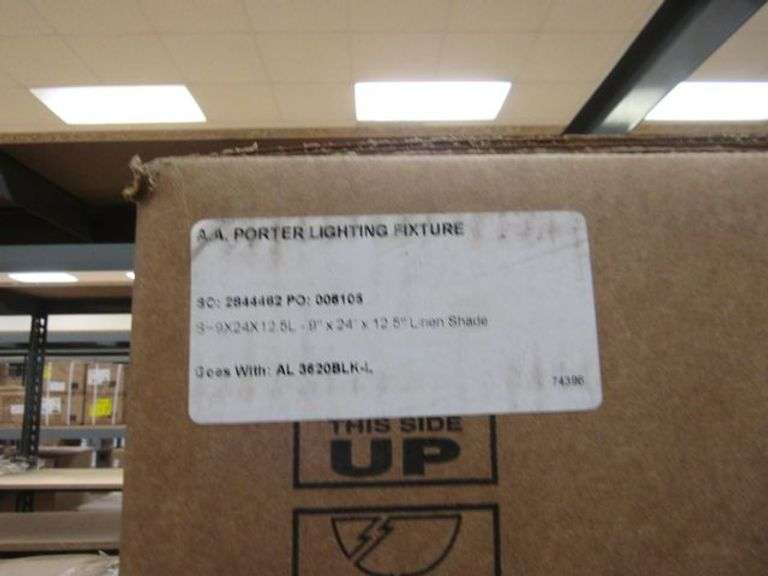 A.A. PORTER LIGHTING FIXTURE
SO: 2844462 PO: 006105
S-9X24X12.5L - 9" x 24" x 12.5" Linen Shade
Goes With: AL 3620BLK-L
74396
THIS SIDE
UP